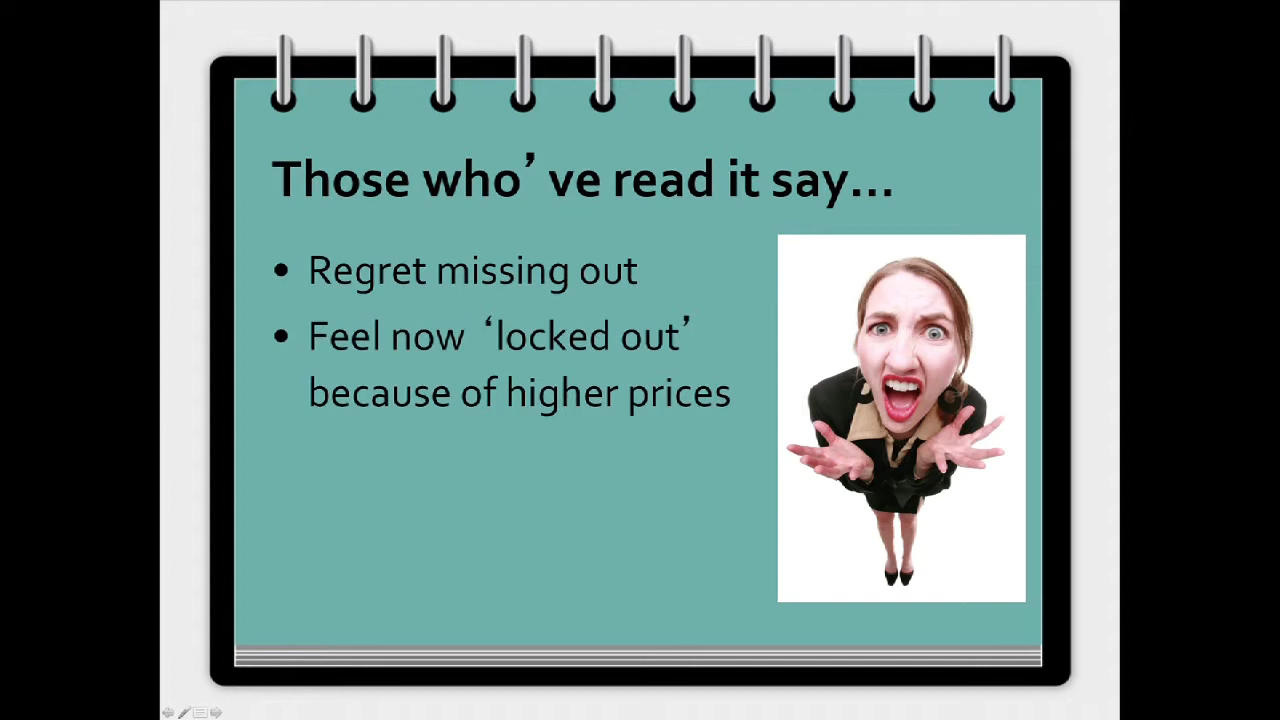 Those who’ve read it say…
• Regret missing out
• Feel now ‘locked out’
because of higher prices